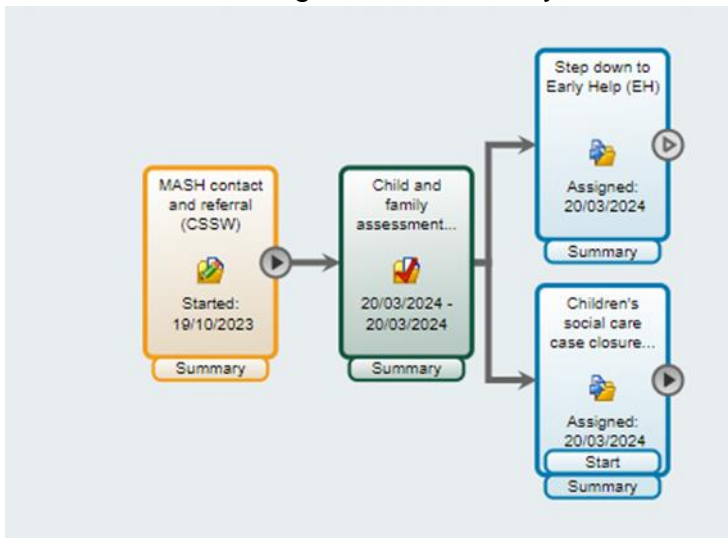 MASH contact
and referral
(CSSW)
Started:
19/10/2023
Summary
Child and
family
assessment...
20/03/2024 -
20/03/2024
Summary
Step down to
Early Help (EH)
Assigned:
20/03/2024
Summary
Children's
social care
case closure...
Assigned:
20/03/2024
Start
Summary